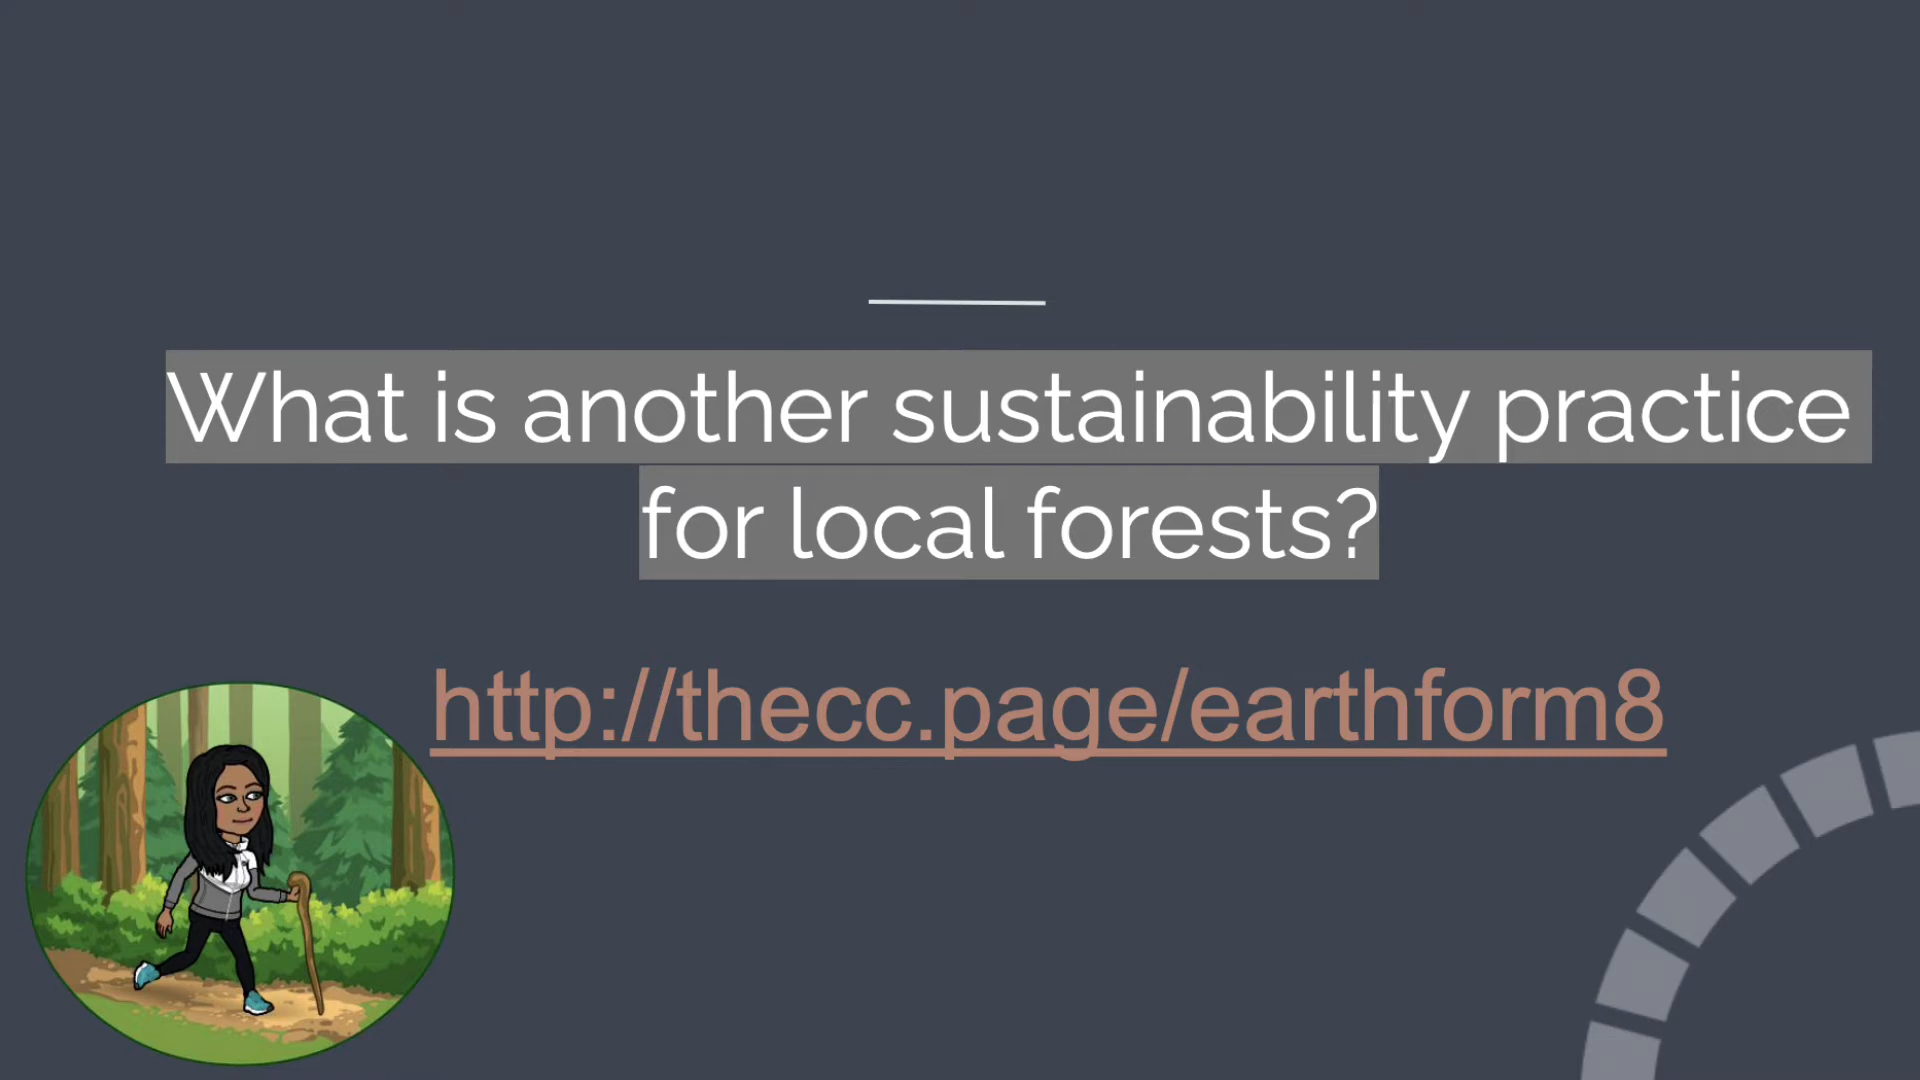 What is another sustainability practice
for local forests?
http://thecc.page/earthform8